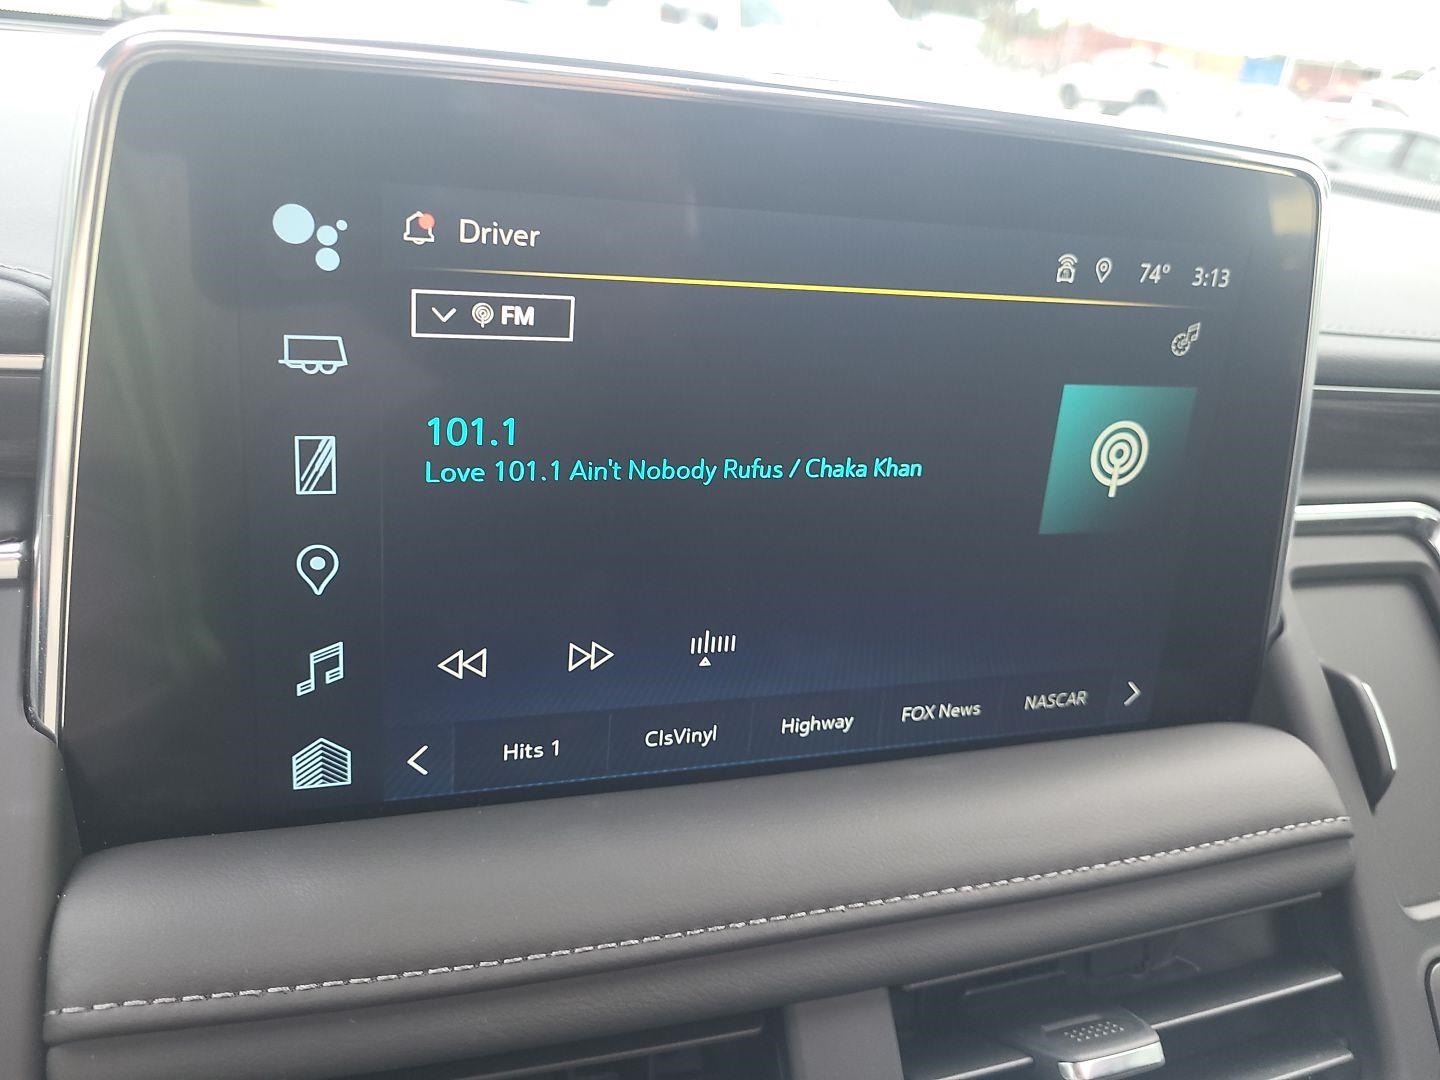 Driver
74° 3:13
FM
101.1
Love 101.1 Ain't Nobody Rufus / Chaka Khan
Hits 1 ClsVinyl Highway FOX News NASCAR